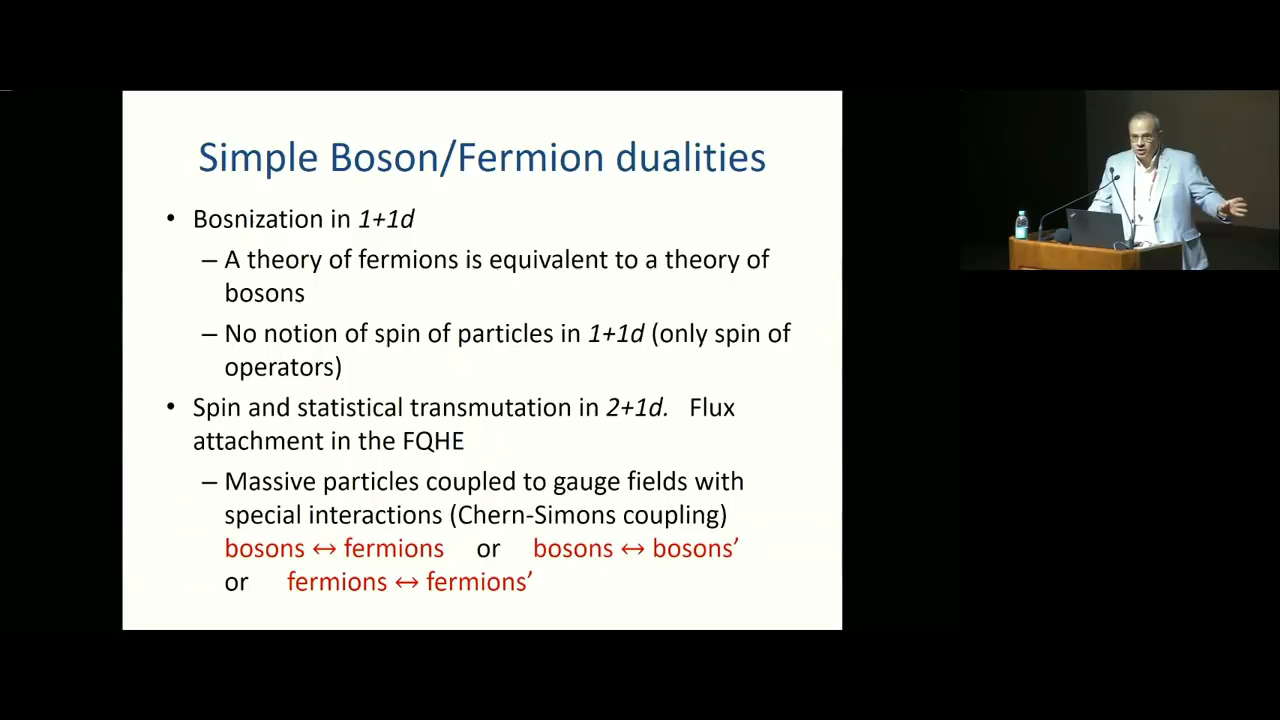 Simple Boson/Fermion dualities
• Bosnization in 1+1d
– A theory of fermions is equivalent to a theory of
bosons
– No notion of spin of particles in 1+1d (only spin of
operators)
• Spin and statistical transmutation in 2+1d. Flux
attachment in the FQHE
– Massive particles coupled to gauge fields with
special interactions (Chern-Simons coupling)
bosons ↔ fermions or bosons ↔ bosons’
or fermions ↔ fermions’